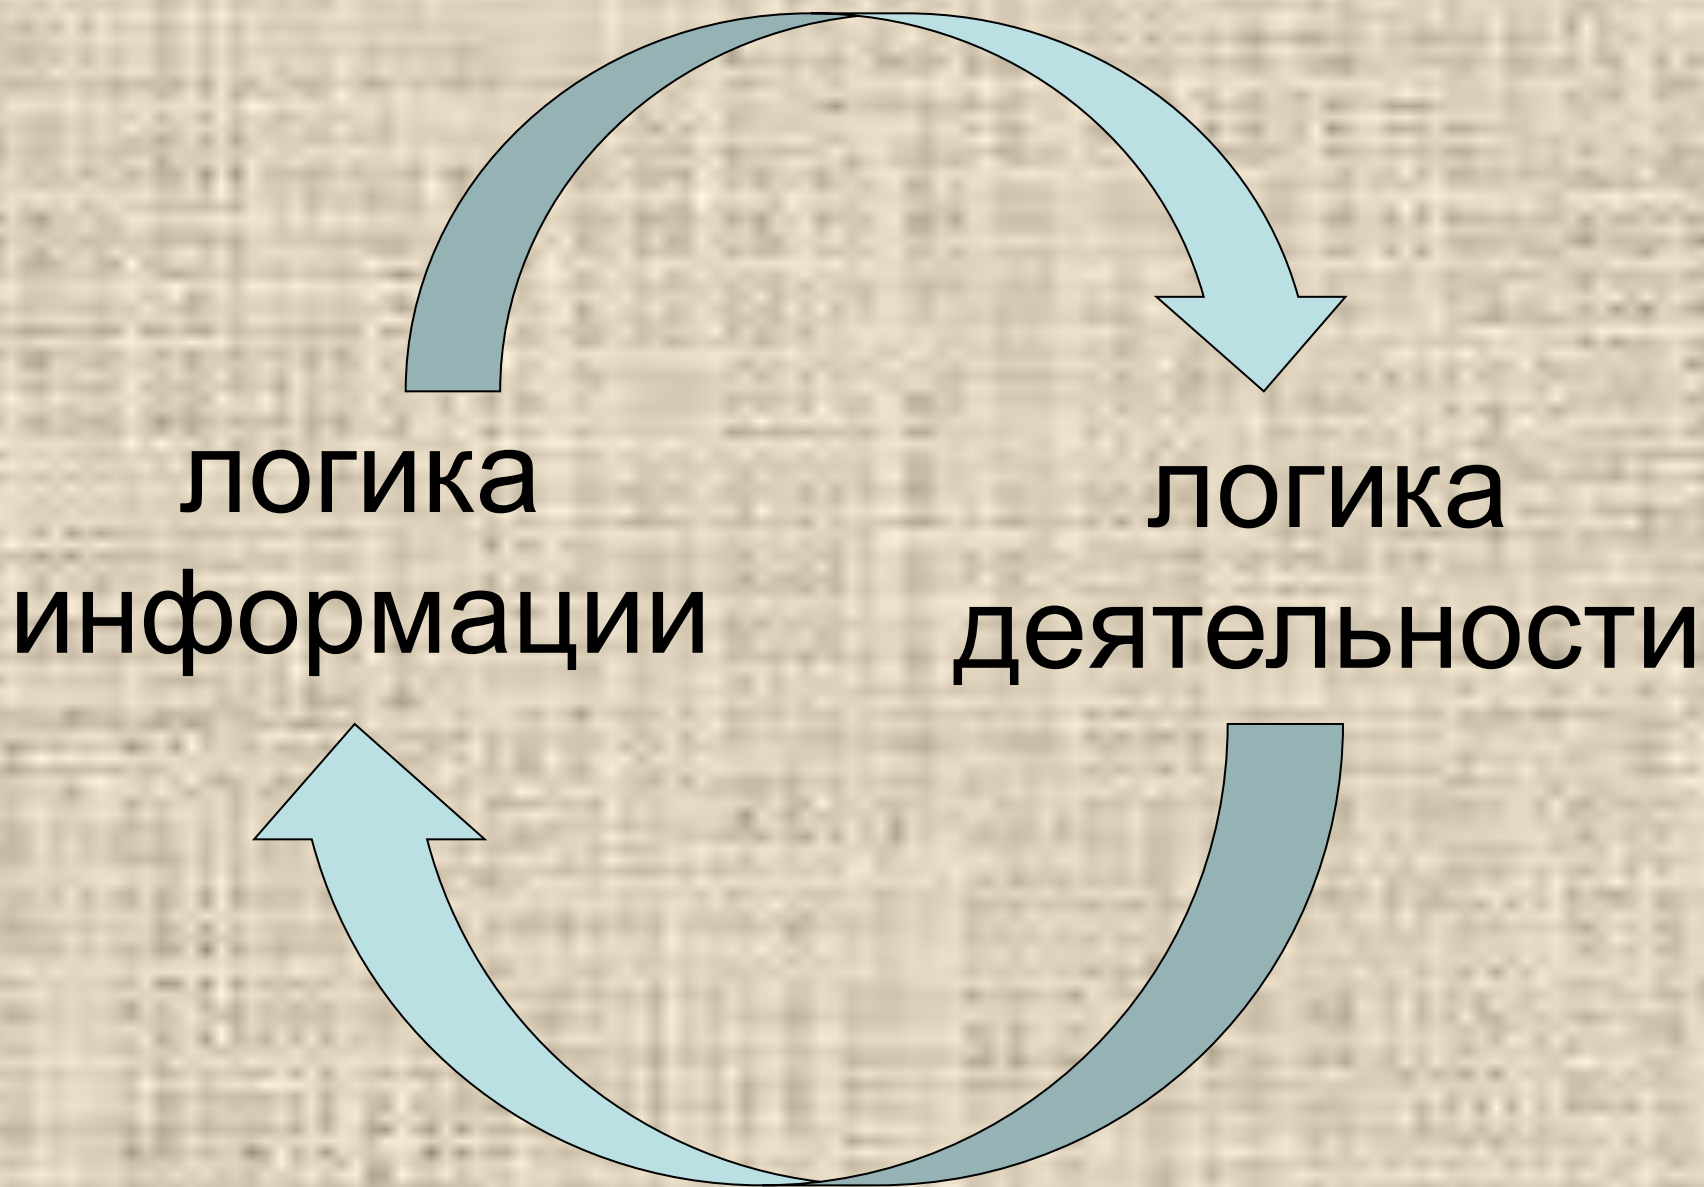 логика
информации
логика
деятельности